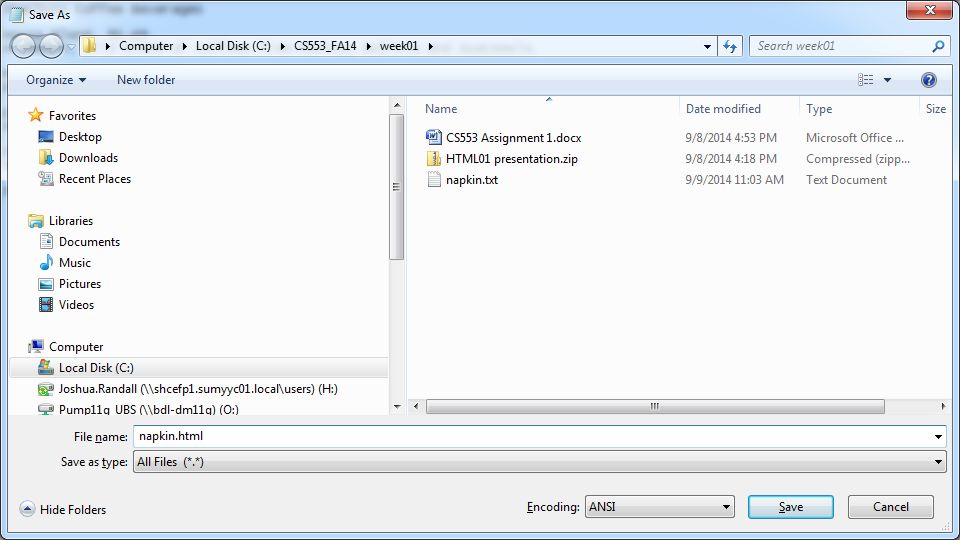 Save As
Computer Local Disk (C:) CS553_FA14 week01
Search week01
Organize New folder
Name Date modified Type Size
Favorites
Desktop
Downloads
Recent Places
Libraries
Documents
Music
Pictures
Videos
Computer
Local Disk (C:)
Joshua.Randall (\\shcefp1.sumyyc01.local\users) (H:)
Pump11g_UBS (\\bdl-dm11g) (O:)
CS553 Assignment 1.docx 9/8/2014 4:53 PM Microsoft Office ...
HTML01 presentation.zip 9/8/2014 4:18 PM Compressed (zipp...
napkin.txt 9/9/2014 11:03 AM Text Document
File name: napkin.html
Save as type: All Files (*.*)
Hide Folders
Encoding: ANSI Save Cancel